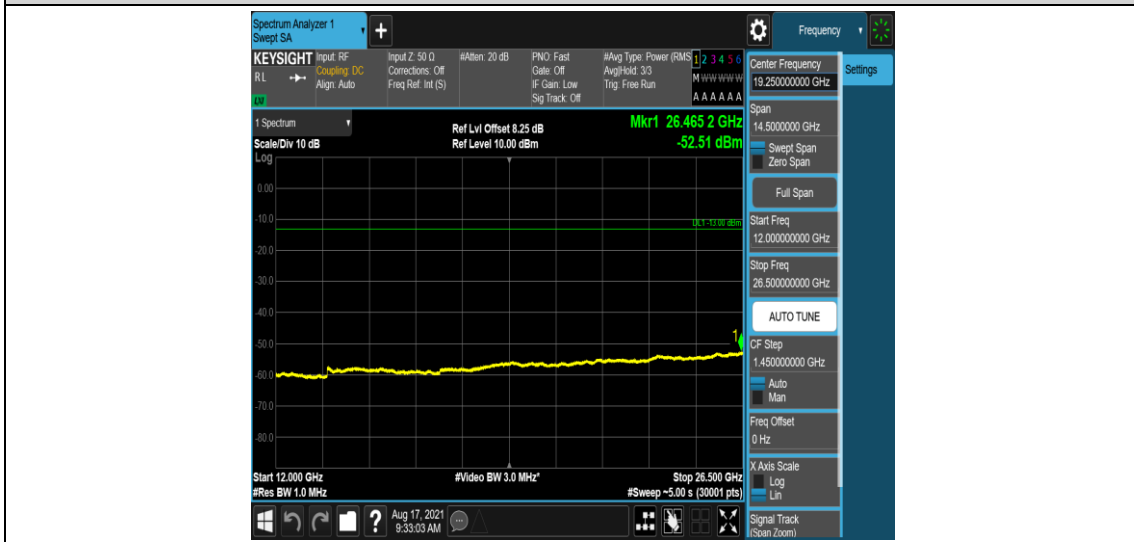 Spectrum Analyzer 1
Swept SA
Frequency
KEYSIGHT
RL
Input: RF
Coupling: DC
Align: Auto
Input Z: 50 Ω
Corrections: Off
Freq Ref: Int (S)
#Atten: 20 dB
PNO: Fast
Gate: Off
IF Gain: Low
Sig Track: Off
#Avg Type: Power (RMS
Avg|Hold: 3/3
Trig: Free Run
1 2 3 4 5 6
M W W W W W
A A A A A A
1 Spectrum
Scale/Div 10 dB
Log
Ref Lvl Offset 8.25 dB
Ref Level 10.00 dBm
Mkr1 26.465 2 GHz
-52.51 dBm
0.00
-10.0
DL1 -13.00 dBm
-20.0
-30.0
-40.0
1
-50.0
-60.0
-70.0
-80.0
Start 12.000 GHz
#Res BW 1.0 MHz
#Video BW 3.0 MHz*
Stop 26.500 GHz
#Sweep ~5.00 s (30001 pts)
Aug 17, 2021
9:33:03 AM
Center Frequency
19.250000000 GHz
Settings
Span
14.5000000 GHz
Swept Span
Zero Span
Full Span
Start Freq
12.000000000 GHz
Stop Freq
26.500000000 GHz
AUTO TUNE
CF Step
1.450000000 GHz
Auto
Man
Freq Offset
0 Hz
X Axis Scale
Log
Lin
Signal Track
(Span Zoom)